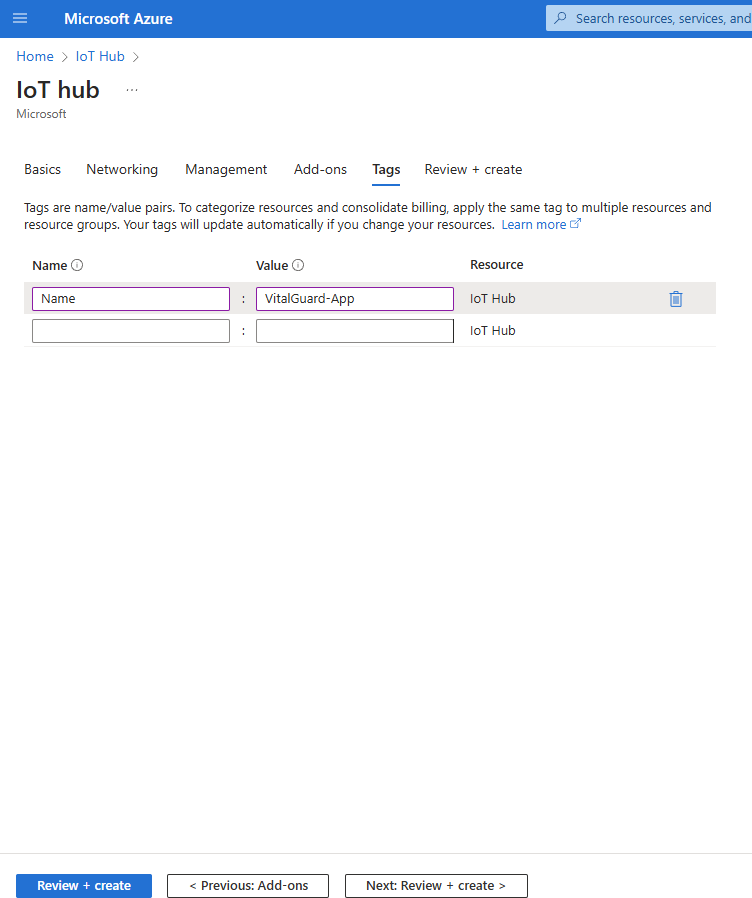 Microsoft Azure
Search resources, services, and
Home > IoT Hub >
IoT hub ...
Microsoft
Basics Networking Management Add-ons Tags Review + create
Tags are name/value pairs. To categorize resources and consolidate billing, apply the same tag to multiple resources and
resource groups. Your tags will update automatically if you change your resources. Learn more
Name Value Resource
Name : VitalGuard-App IoT Hub
: IoT Hub
Review + create < Previous: Add-ons Next: Review + create >